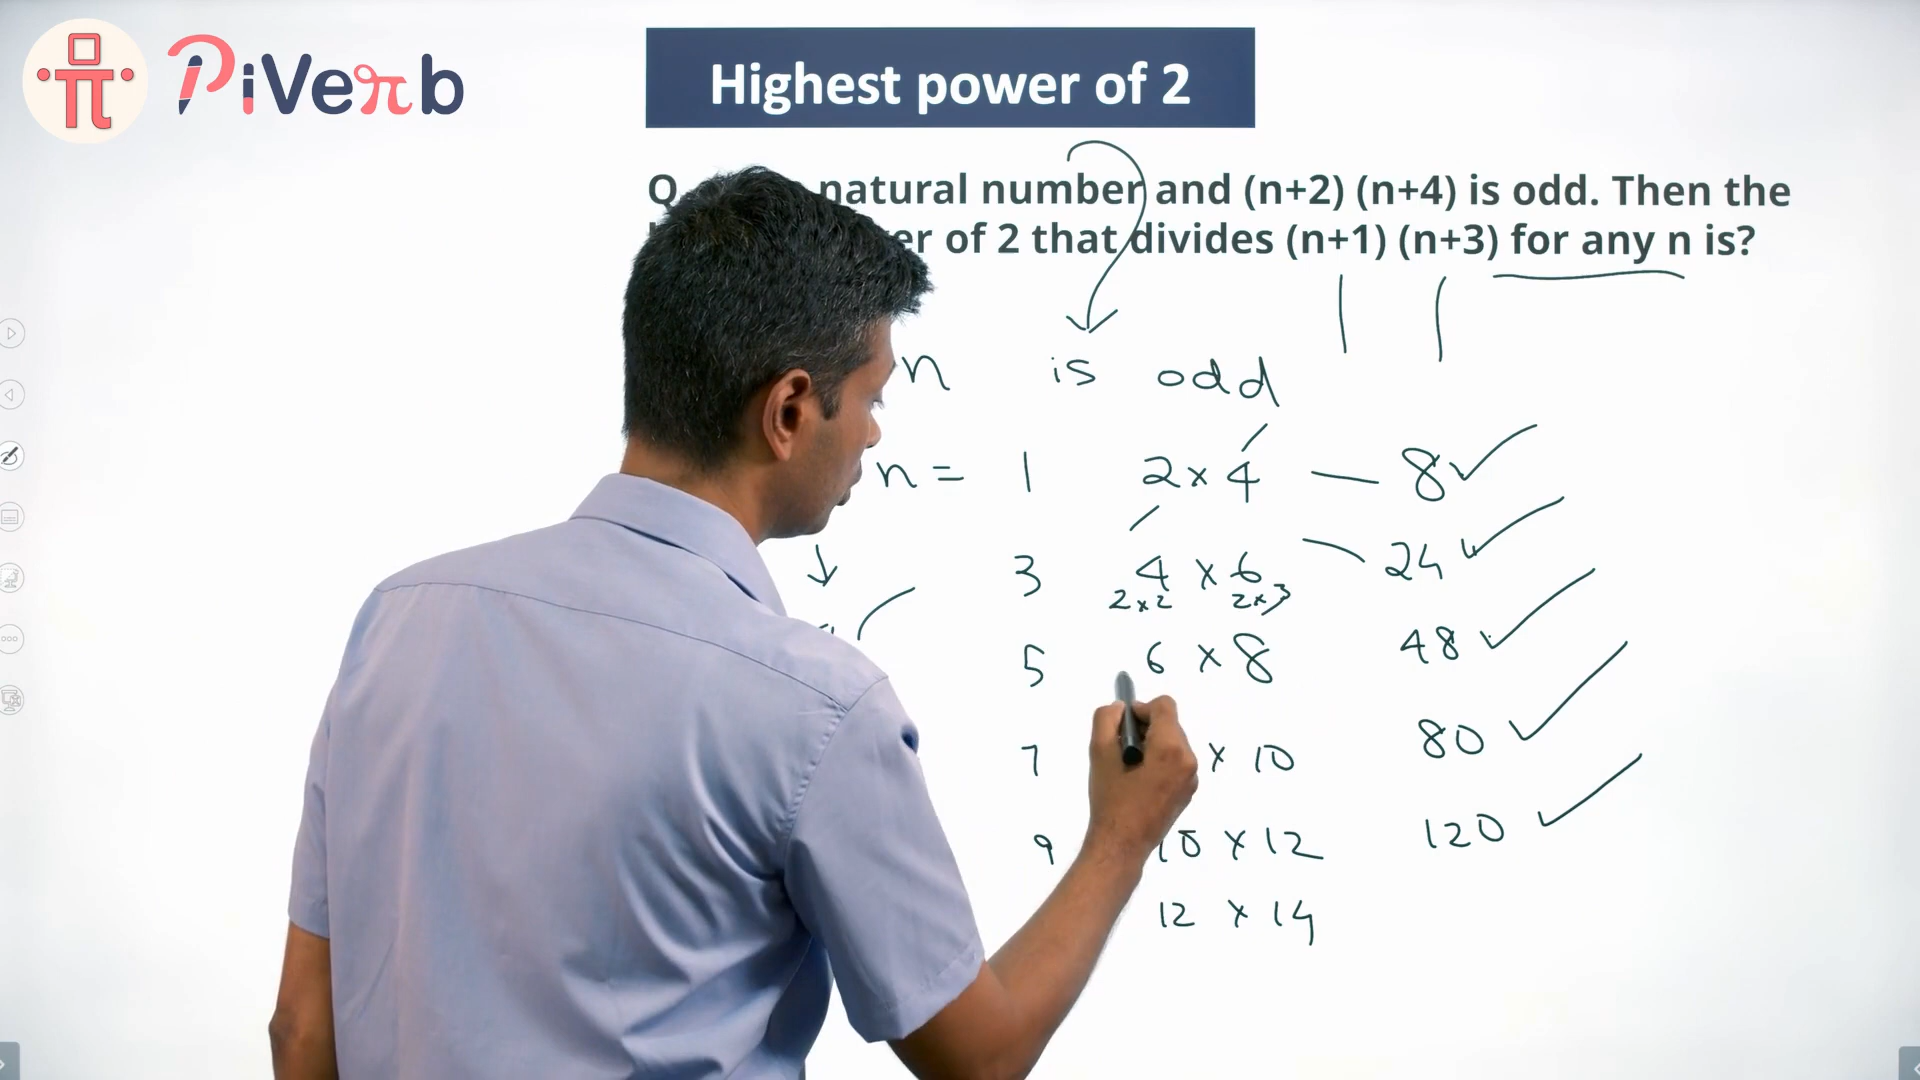 PiVerb
Highest power of 2
Q natural number and (n+2) (n+4) is odd. Then the
er of 2 that divides (n+1) (n+3) for any n is?
n is odd
n = 1 2 x 4 — 8
3 4 x 6 24
2x2 2x3
5 6 x 8 48
7 x 10 80
9 10 x 12 120
12 x 14